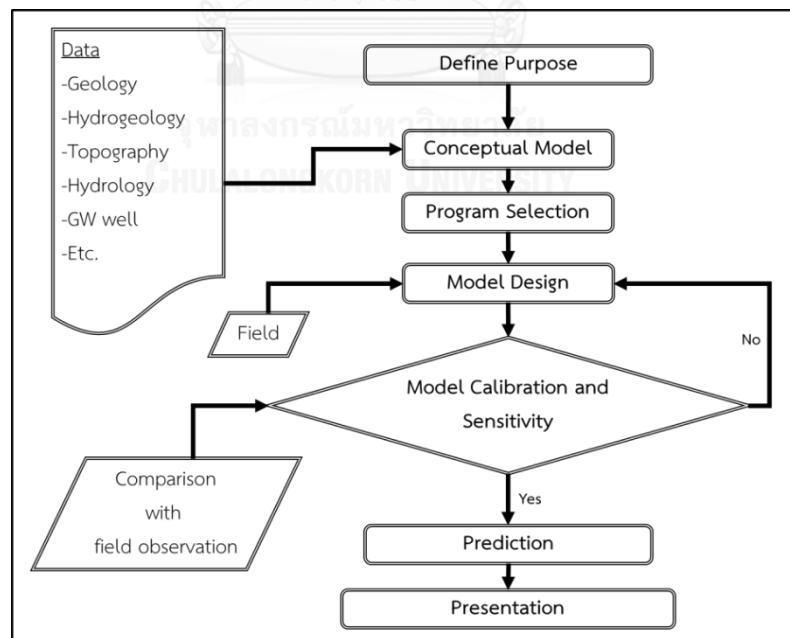 Data
-Geology
-Hydrogeology
-Topography
-Hydrology
-GW well
-Etc.
Define Purpose
จุฬาลงกรณ์มหาวิทยาลัย
CHULALONGKORN UNIVERSITY
Conceptual Model
Program Selection
Model Design
Field
No
Model Calibration and
Sensitivity
Comparison
with
field observation
Yes
Prediction
Presentation